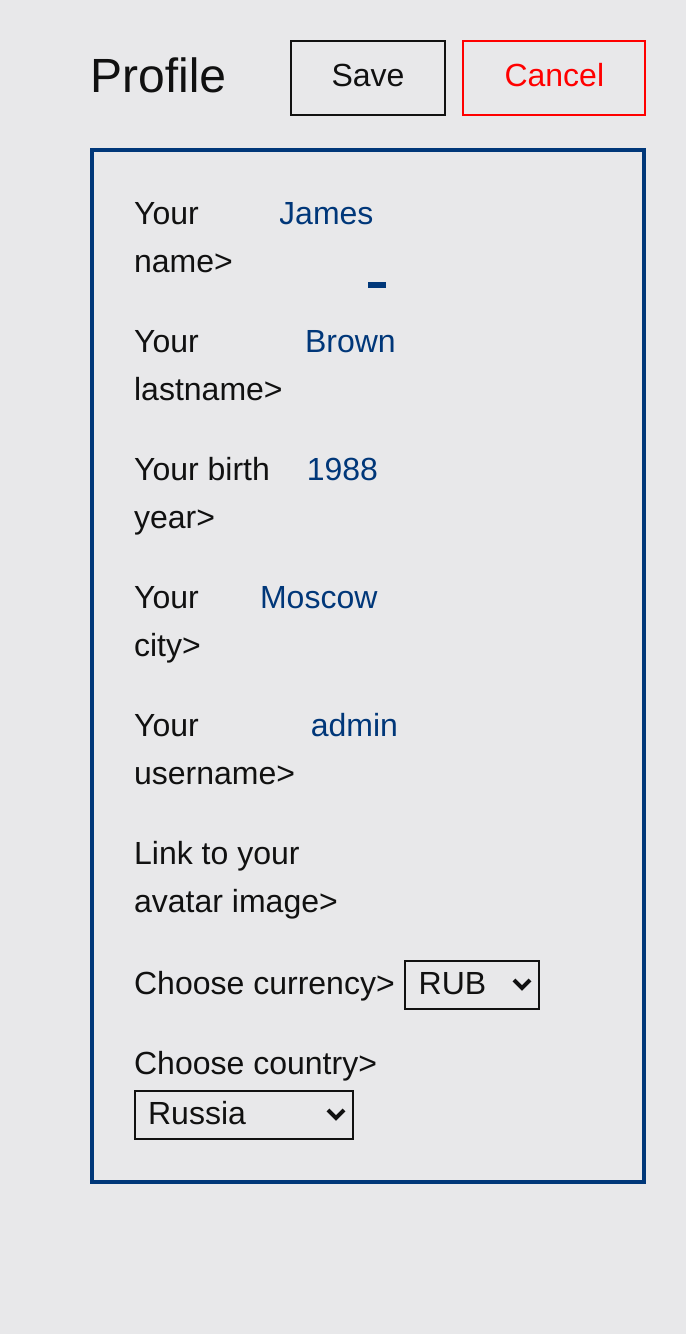 Profile Save Cancel
Your James
name>
Your Brown
lastname>
Your birth 1988
year>
Your Moscow
city>
Your admin
username>
Link to your
avatar image>
Choose currency> RUB
Choose country>
Russia